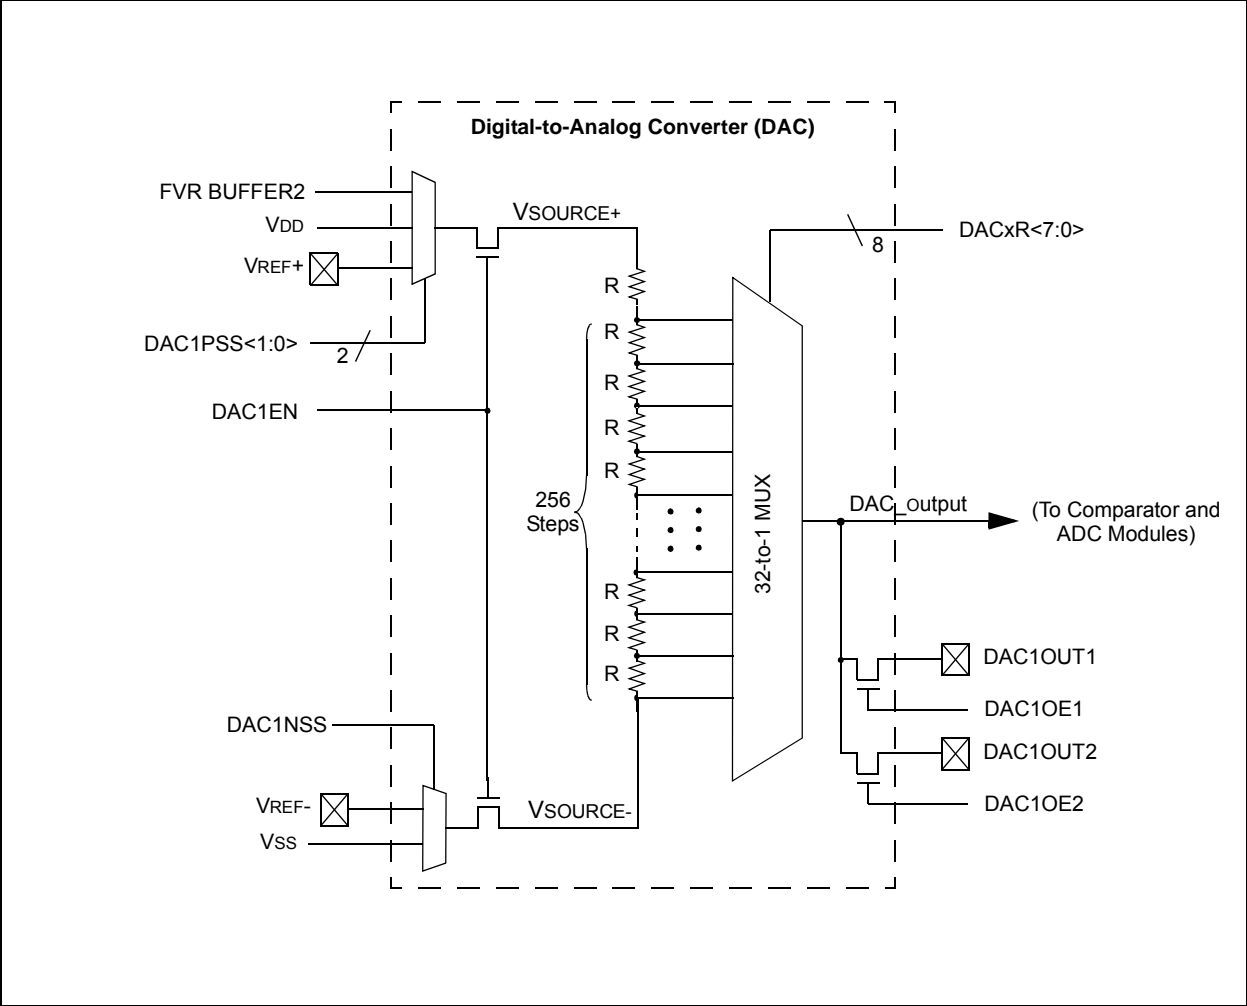 Digital-to-Analog Converter (DAC)
FVR BUFFER2
VDD
VREF+
DAC1PSS<1:0>
2
DAC1EN
VSOURCE+
R
R
R
R
R
256
Steps
R
R
R
DACxR<7:0>
8
32-to-1 MUX
DAC_output
(To Comparator and
ADC Modules)
DAC1OUT1
DAC1OE1
DAC1OUT2
DAC1OE2
DAC1NSS
VREF-
VSS
VSOURCE-